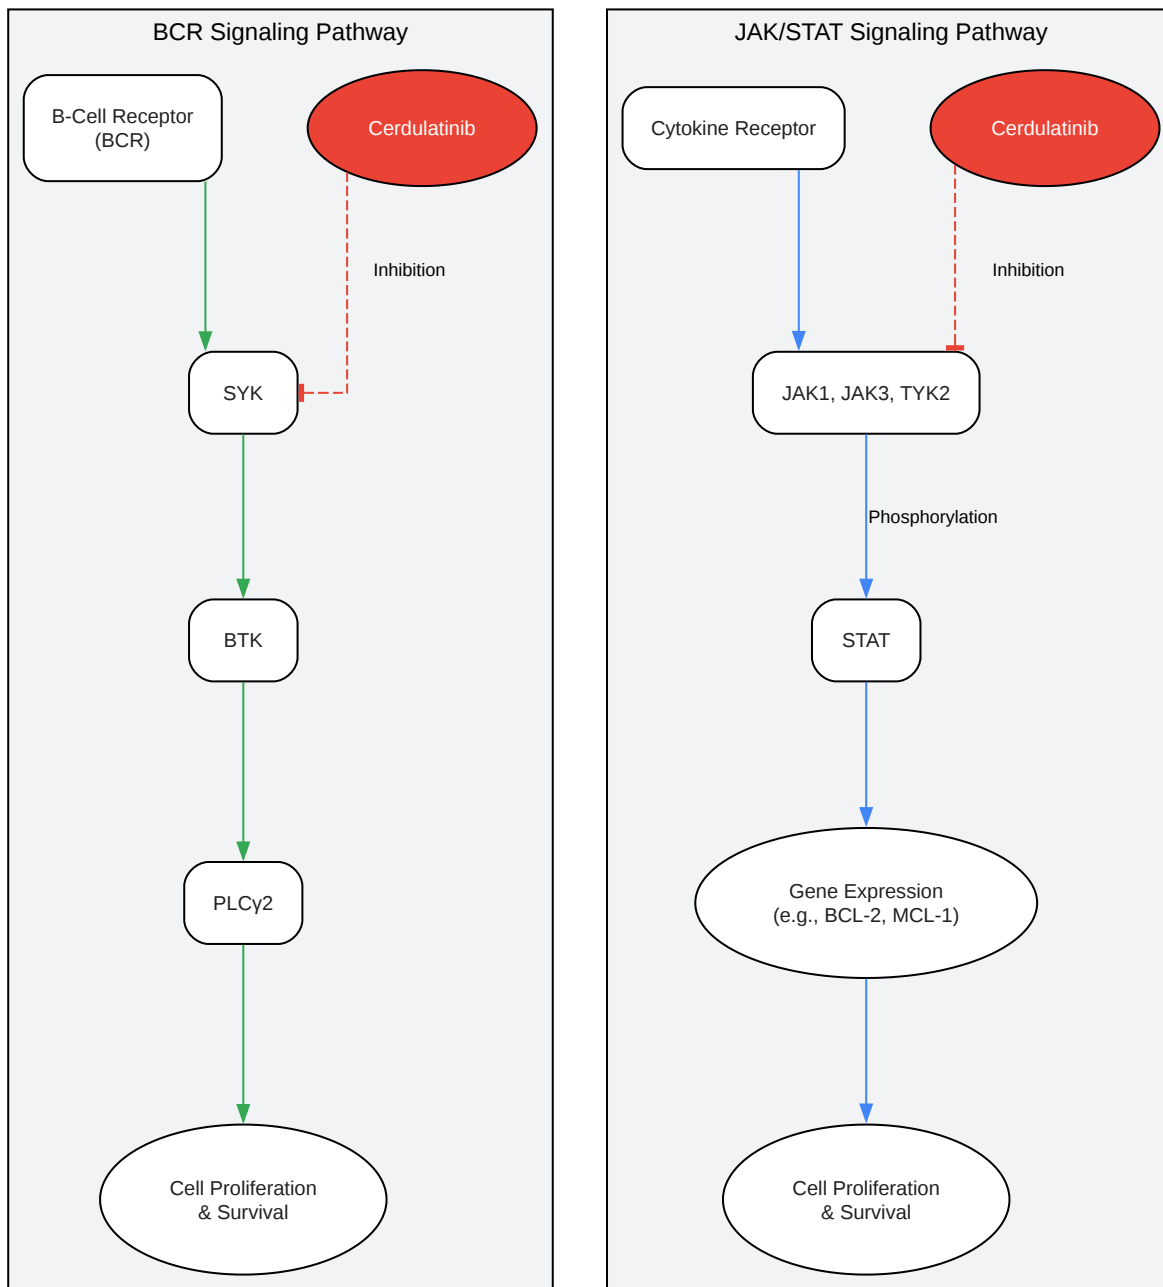 BCR Signaling Pathway
B-Cell Receptor
(BCR)
Cerdulatinib
Inhibition
SYK
BTK
PLCγ2
Cell Proliferation
& Survival
JAK/STAT Signaling Pathway
Cytokine Receptor
Cerdulatinib
Inhibition
JAK1, JAK3, TYK2
Phosphorylation
STAT
Gene Expression
(e.g., BCL-2, MCL-1)
Cell Proliferation
& Survival